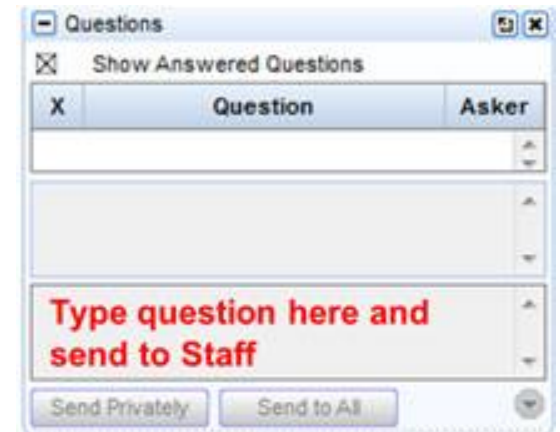 Questions
Show Answered Questions
X Question Asker
Type question here and
send to Staff
Send Privately Send to All